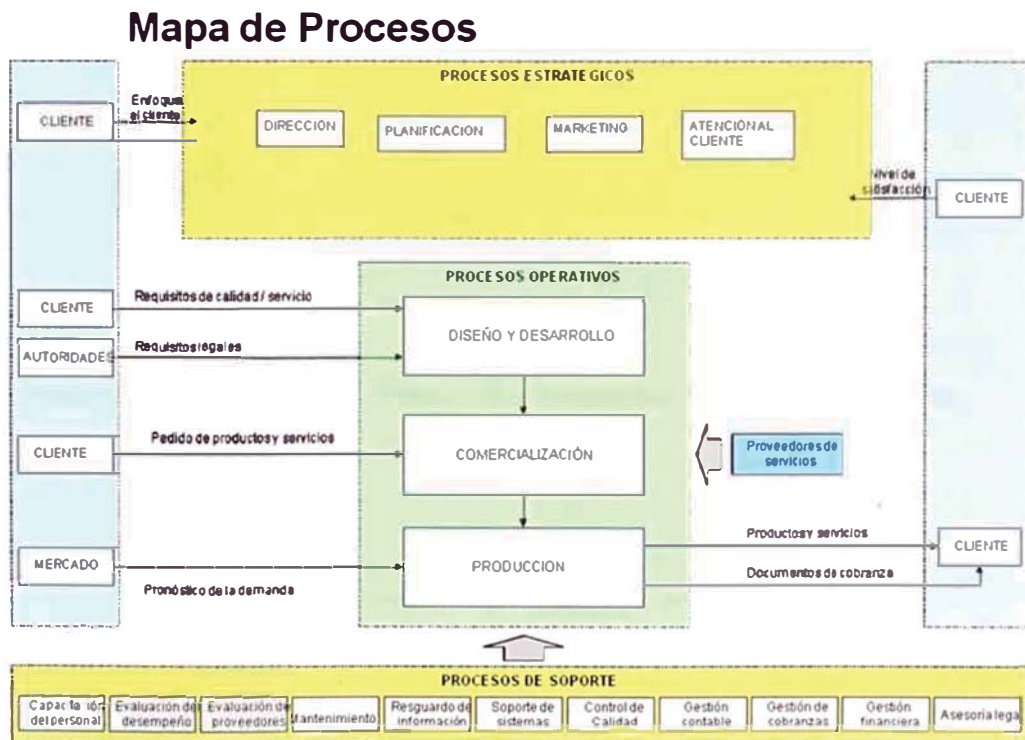 Mapa de Procesos
PROCESOS ESTRATEGICOS
CLIENTE
Enfoque
al cliente
DIRECCION
PLANIFICACION
MARKETING
ATENCIONAL
CLIENTE
Nivel de
satisfacción
CLIENTE
PROCESOS OPERATIVOS
CLIENTE
Requisitos de calidad / servicio
DISEÑO Y DESARROLLO
AUTORIDADES
Requisitos legales
CLIENTE
Pedido de productos y servicios
COMERCIALIZACIÓN
Proveedores de
servicios
MERCADO
Pronóstico de la demanda
PRODUCCION
Productos y servicios
Documentos de cobranza
CLIENTE
PROCESOS DE SOPORTE
Capacitación
del personal
Evaluación de
desempeño
Evaluación de
proveedores
Mantenimiento
Resguardo de
información
Soporte de
sistemas
Control de
Calidad
Gestión
contable
Gestión de
cobranzas
Gestión
financiera
Asesoría legal